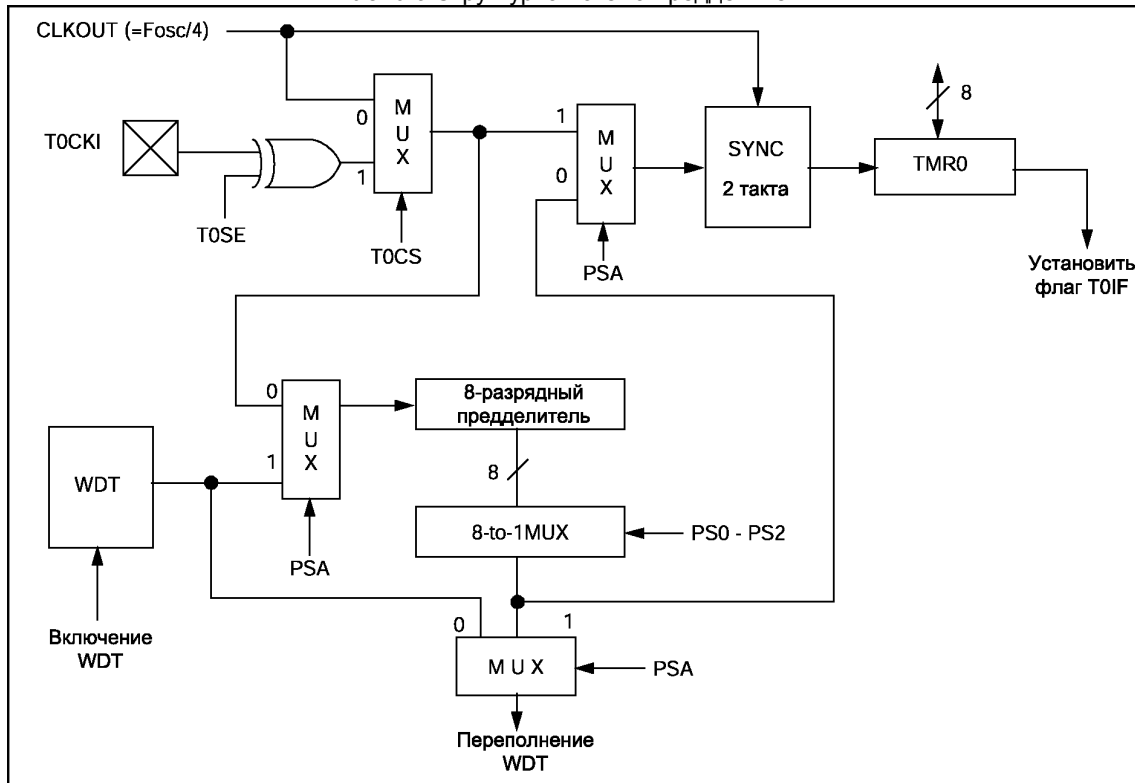 CLKOUT (=Fosc/4)
T0CKI
T0SE
0
1
M
U
X
T0CS
1
0
M
U
X
PSA
SYNC
2 такта
8
TMR0
Установить
флаг T0IF
0
1
M
U
X
PSA
WDT
Включение
WDT
8-разрядный
предделитель
8
8-to-1MUX
PS0 - PS2
0
1
M U X
PSA
Переполнение
WDT